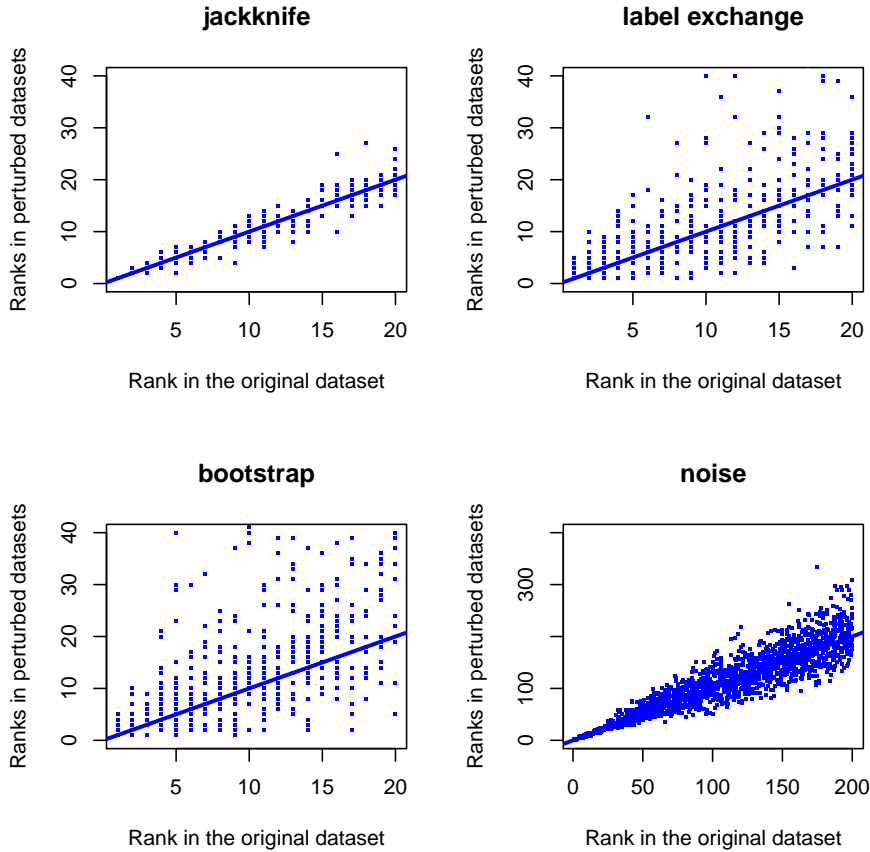 jackknife
Ranks in perturbed datasets
0
10
20
30
40
5
10
15
20
Rank in the original dataset
label exchange
Ranks in perturbed datasets
0
10
20
30
40
5
10
15
20
Rank in the original dataset
bootstrap
Ranks in perturbed datasets
0
10
20
30
40
5
10
15
20
Rank in the original dataset
noise
Ranks in perturbed datasets
0
100
300
0
50
100
150
200
Rank in the original dataset